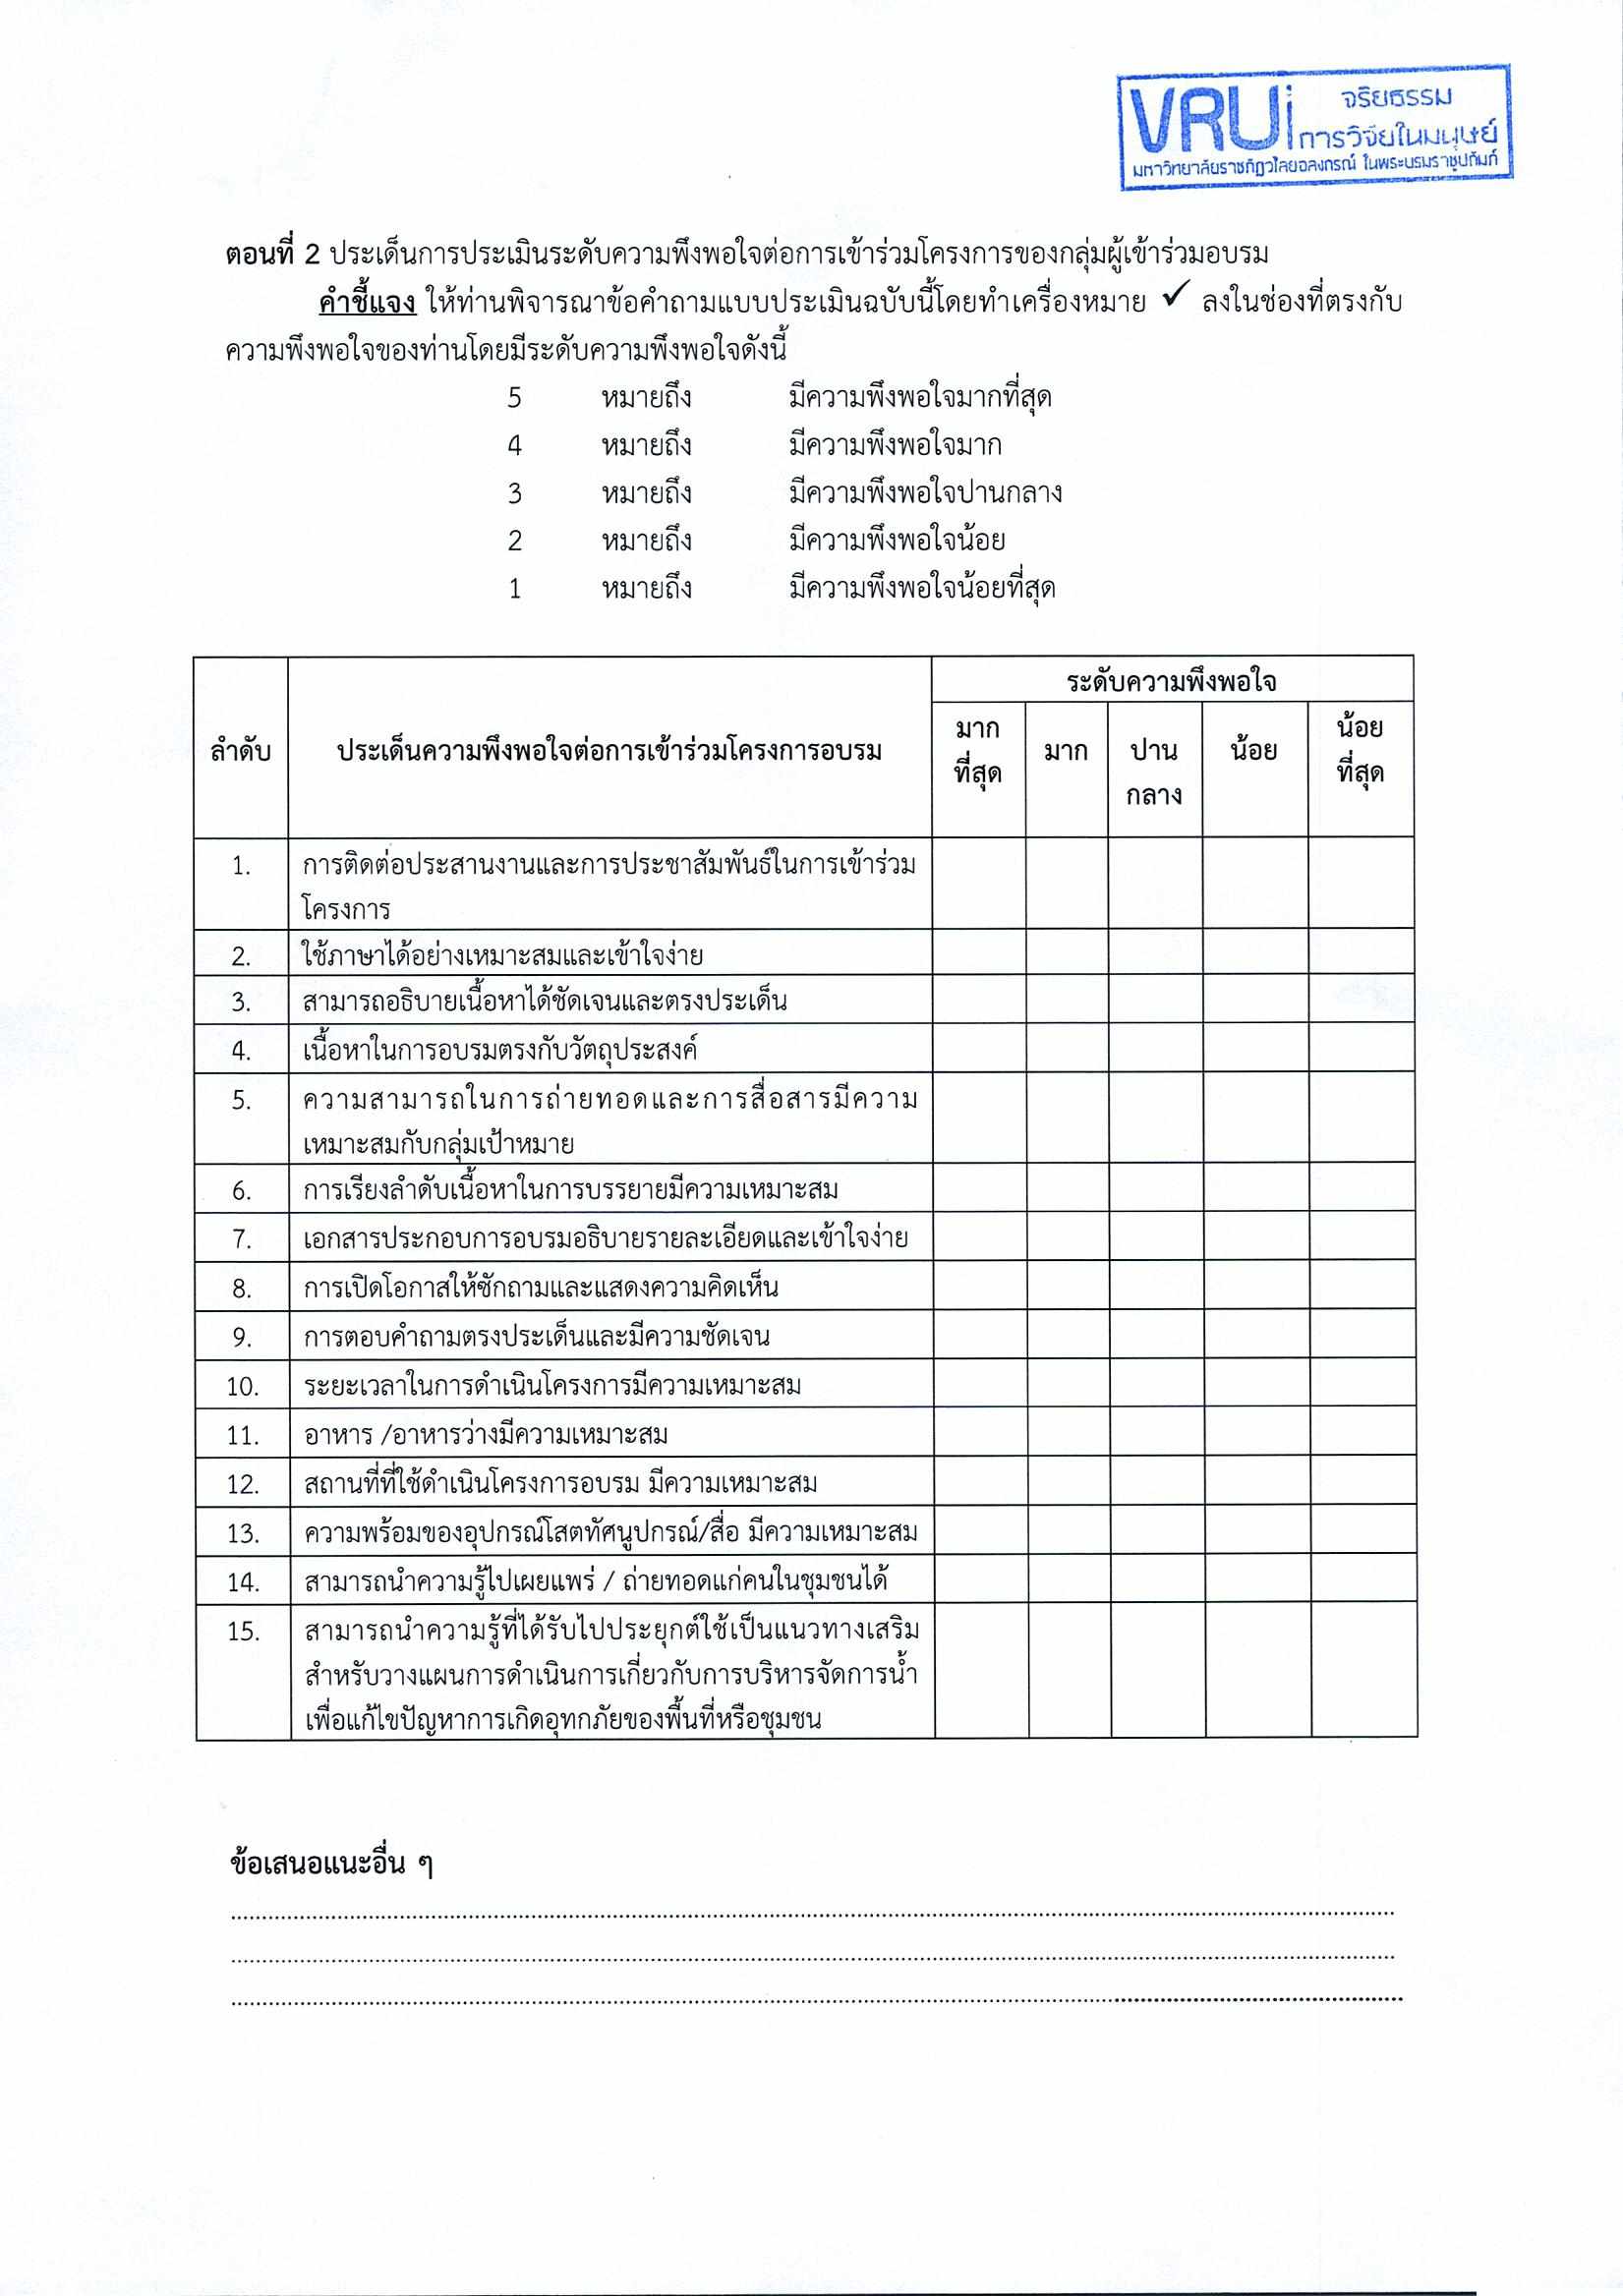 VRU จริยธรรม
การวิจัยในมนุษย์
มหาวิทยาลัยราชภัฏวไลยอลงกรณ์ ในพระบรมราชูปถัมภ์
ตอนที่ 2 ประเด็นการประเมินระดับความพึงพอใจต่อการเข้าร่วมโครงการของกลุ่มผู้เข้าร่วมอบรม
คำชี้แจง ให้ท่านพิจารณาข้อคำถามแบบประเมินฉบับนี้โดยทำเครื่องหมาย ✓ ลงในช่องที่ตรงกับ
ความพึงพอใจของท่านโดยมีระดับความพึงพอใจดังนี้
5 หมายถึง มีความพึงพอใจมากที่สุด
4 หมายถึง มีความพึงพอใจมาก
3 หมายถึง มีความพึงพอใจปานกลาง
2 หมายถึง มีความพึงพอใจน้อย
1 หมายถึง มีความพึงพอใจน้อยที่สุด
ลำดับ ประเด็นความพึงพอใจต่อการเข้าร่วมโครงการอบรม ระดับความพึงพอใจ
มาก
ที่สุด
มาก
ปาน
กลาง
น้อย
น้อย
ที่สุด
1. การติดต่อประสานงานและการประชาสัมพันธ์ในการเข้าร่วม
โครงการ
2. ใช้ภาษาได้อย่างเหมาะสมและเข้าใจง่าย
3. สามารถอธิบายเนื้อหาได้ชัดเจนและตรงประเด็น
4. เนื้อหาในการอบรมตรงกับวัตถุประสงค์
5. ความสามารถในการถ่ายทอดและการสื่อสารมีความ
เหมาะสมกับกลุ่มเป้าหมาย
6. การเรียงลำดับเนื้อหาในการบรรยายมีความเหมาะสม
7. เอกสารประกอบการอบรมอธิบายรายละเอียดและเข้าใจง่าย
8. การเปิดโอกาสให้ซักถามและแสดงความคิดเห็น
9. การตอบคำถามตรงประเด็นและมีความชัดเจน
10. ระยะเวลาในการดำเนินโครงการมีความเหมาะสม
11. อาหาร /อาหารว่างมีความเหมาะสม
12. สถานที่ที่ใช้ดำเนินโครงการอบรม มีความเหมาะสม
13. ความพร้อมของอุปกรณ์โสตทัศนูปกรณ์/สื่อ มีความเหมาะสม
14. สามารถนำความรู้ไปเผยแพร่ / ถ่ายทอดแก่คนในชุมชนได้
15. สามารถนำความรู้ที่ได้รับไปประยุกต์ใช้เป็นแนวทางเสริม
สำหรับวางแผนการดำเนินการเกี่ยวกับการบริหารจัดการน้ำ
เพื่อแก้ไขปัญหาการเกิดอุทกภัยของพื้นที่หรือชุมชน
ข้อเสนอแนะอื่น ๆ